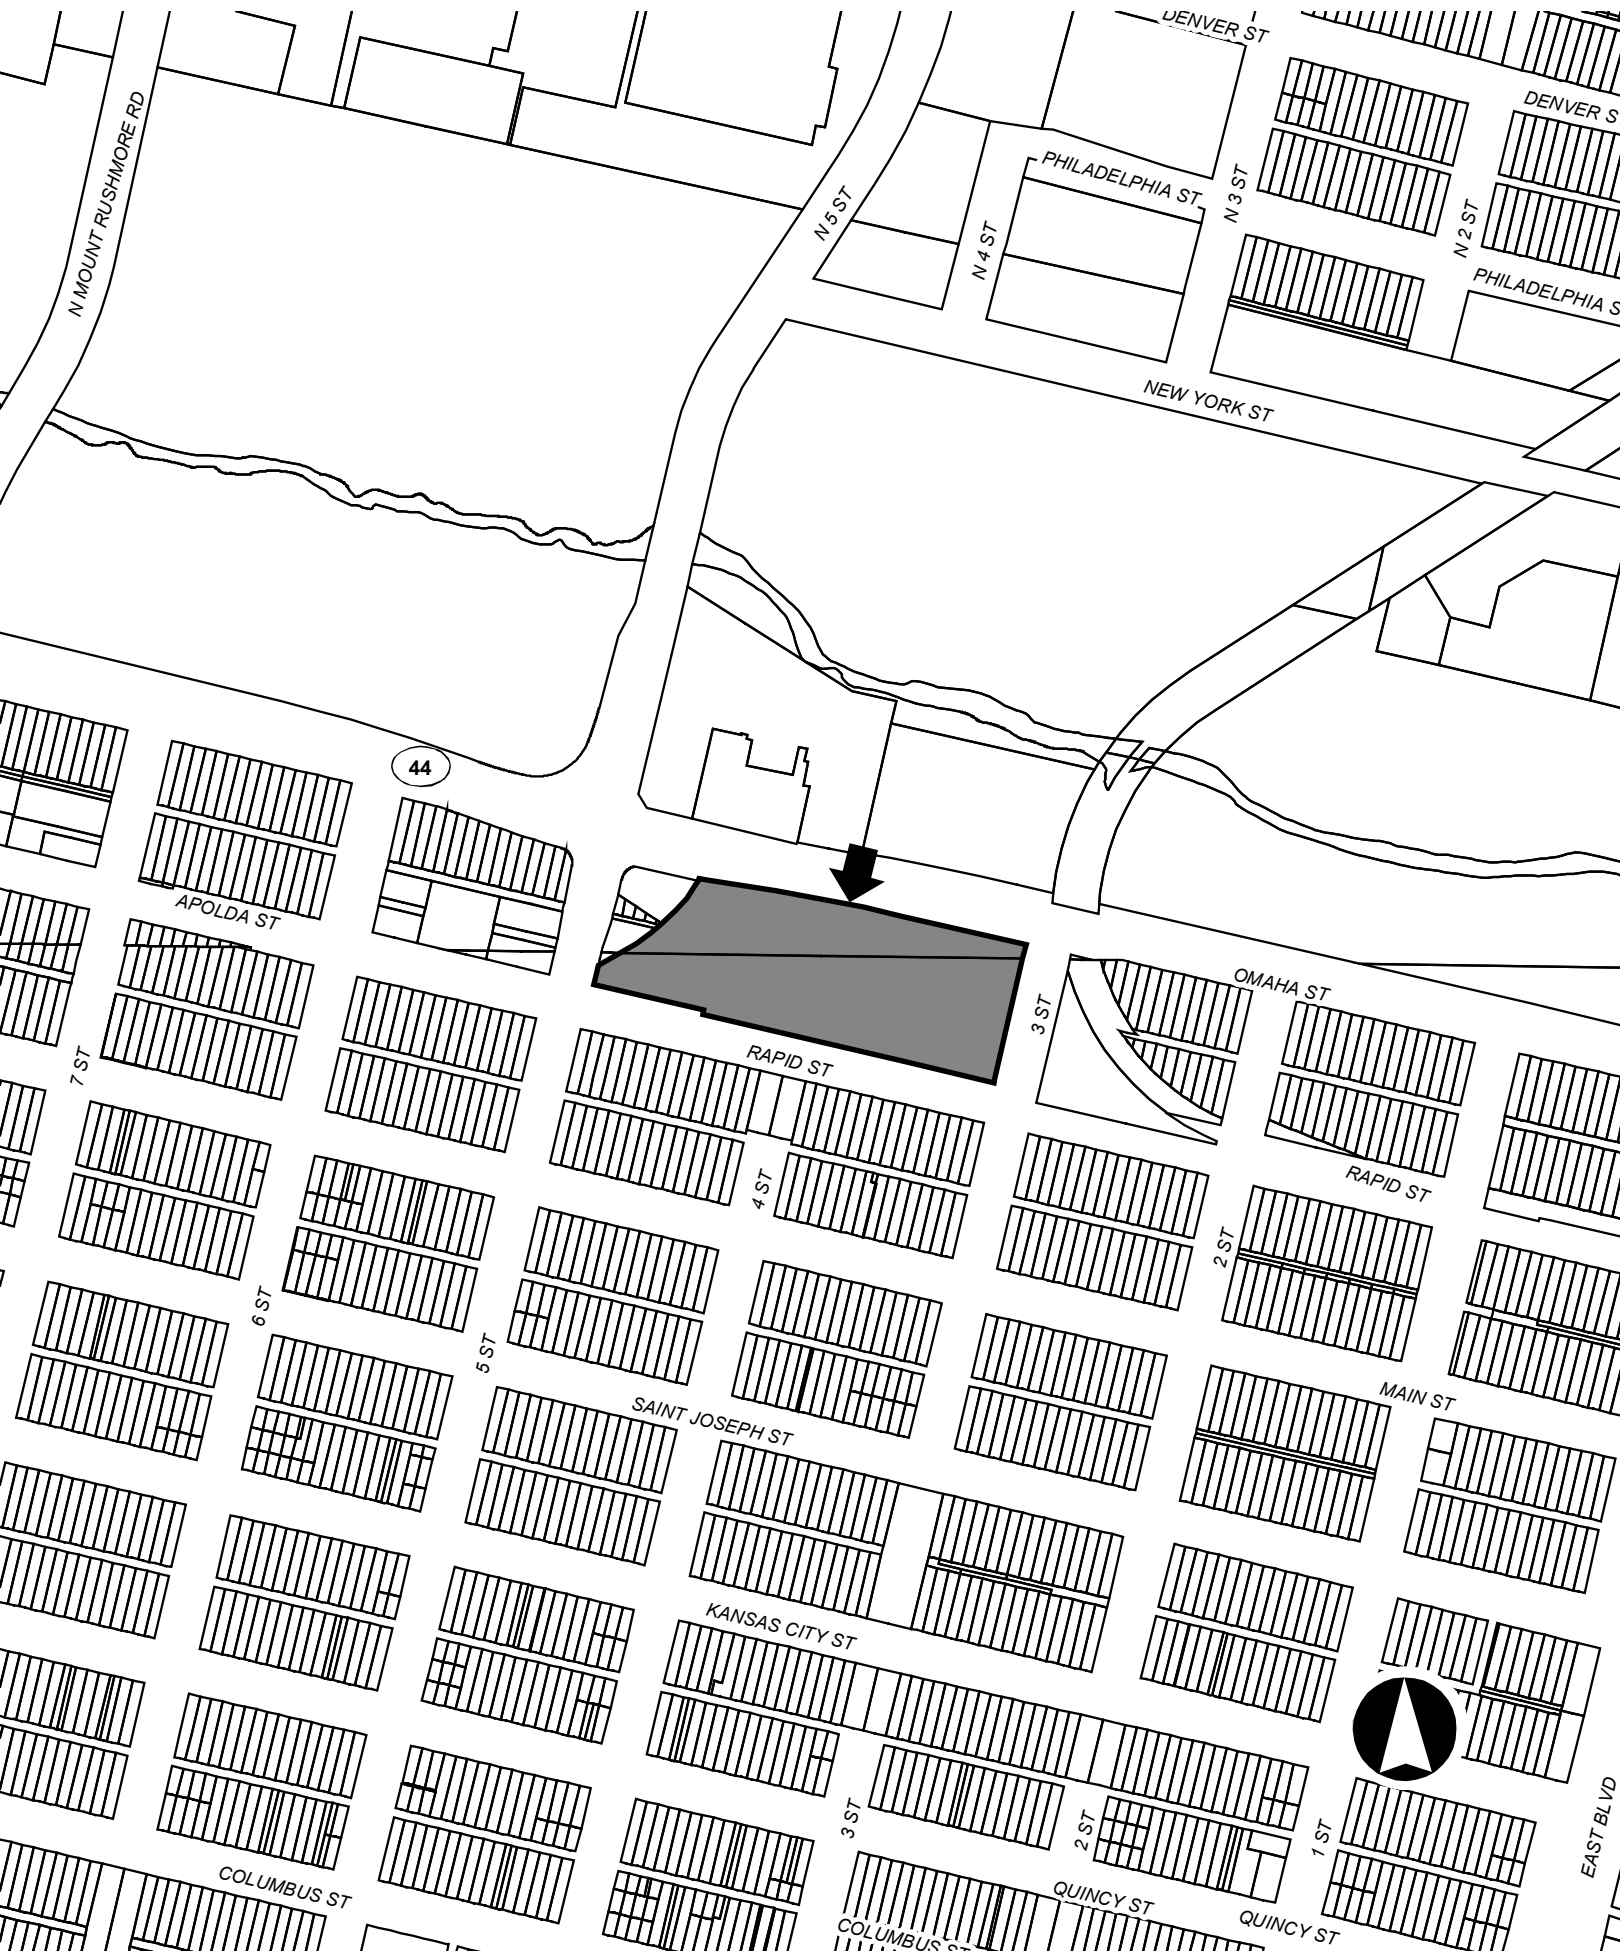 DENVER ST
DENVER S
N MOUNT RUSHMORE RD
PHILADELPHIA ST
N 5 ST
N 3 ST
N 2 ST
N 4 ST
PHILADELPHIA S
NEW YORK ST
44
APOLDA ST
OMAHA ST
3 ST
RAPID ST
7 ST
4 ST
RAPID ST
2 ST
6 ST
5 ST
MAIN ST
SAINT JOSEPH ST
KANSAS CITY ST
3 ST
2 ST
1 ST
EAST BLVD
COLUMBUS ST
QUINCY ST
QUINCY ST
COLUMBUS ST